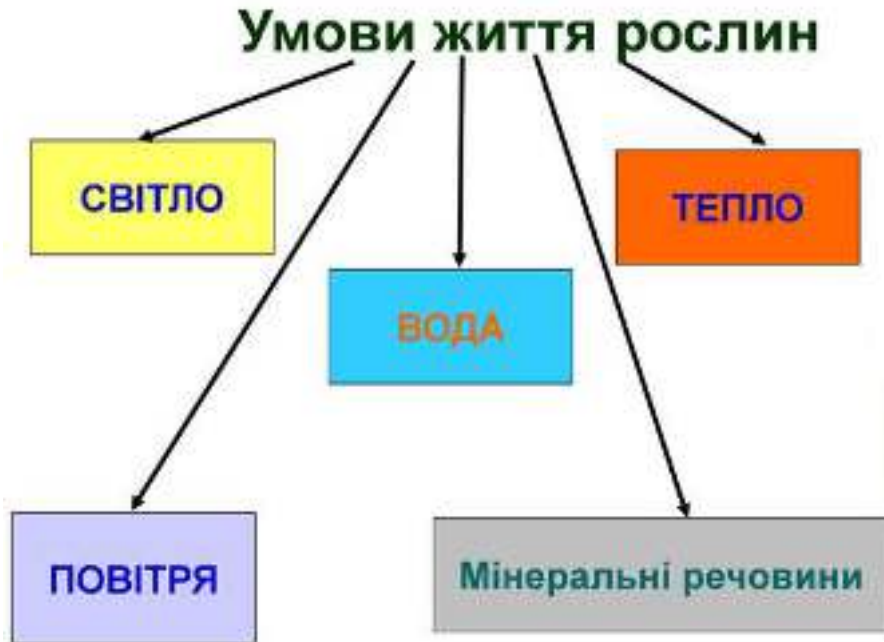 Умови життя рослин
СВІТЛО
ТЕПЛО
ВОДА
ПОВІТРЯ
Мінеральні речовини